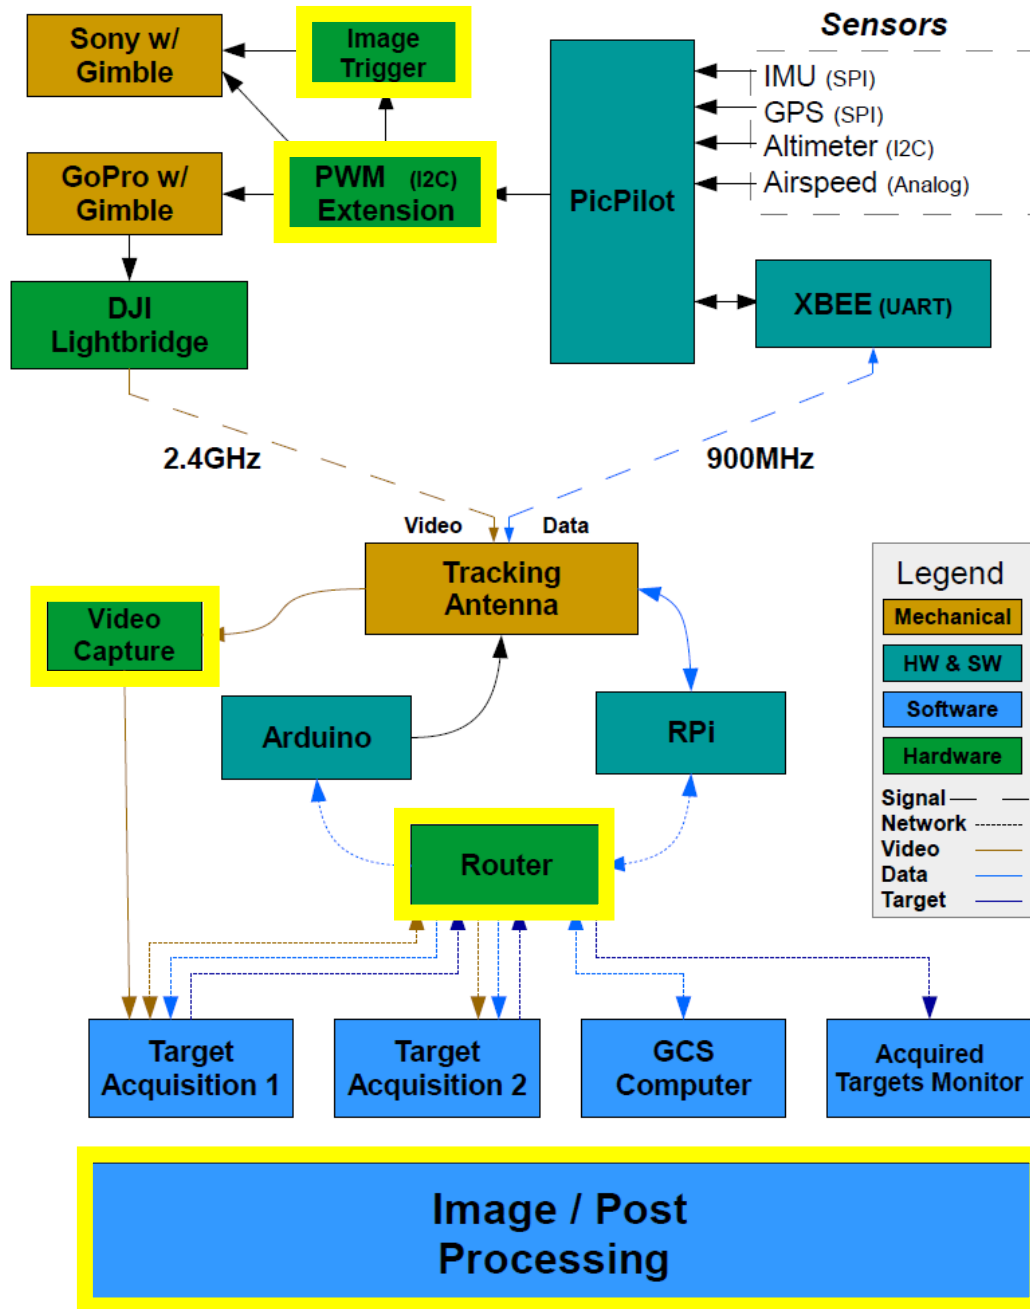 Sensors
Sony w/
Gimble
Image
Trigger
IMU (SPI)
GPS (SPI)
Altimeter (I2C)
Airspeed (Analog)
GoPro w/
Gimble
PWM (I2C)
Extension
PicPilot
DJI
Lightbridge
XBEE (UART)
2.4GHz
900MHz
Video
Data
Tracking
Antenna
Video
Capture
Arduino
RPi
Router
Legend
Mechanical
HW & SW
Software
Hardware
Signal
Network
Video
Data
Target
Target
Acquisition 1
Target
Acquisition 2
GCS
Computer
Acquired
Targets Monitor
Image / Post
Processing